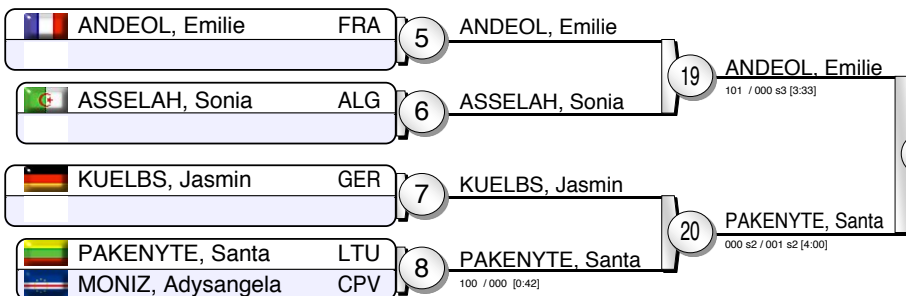 ANDEOL, Emilie FRA
5
ANDEOL, Emilie
ASSELAH, Sonia ALG
6
ASSELAH, Sonia
19
ANDEOL, Emilie
101 / 000 s3 [3:33]
KUELBS, Jasmin GER
7
KUELBS, Jasmin
PAKENYTE, Santa LTU
MONIZ, Adysangela CPV
8
PAKENYTE, Santa
100 / 000 [0:42]
20
PAKENYTE, Santa
000 s2 / 001 s2 [4:00]